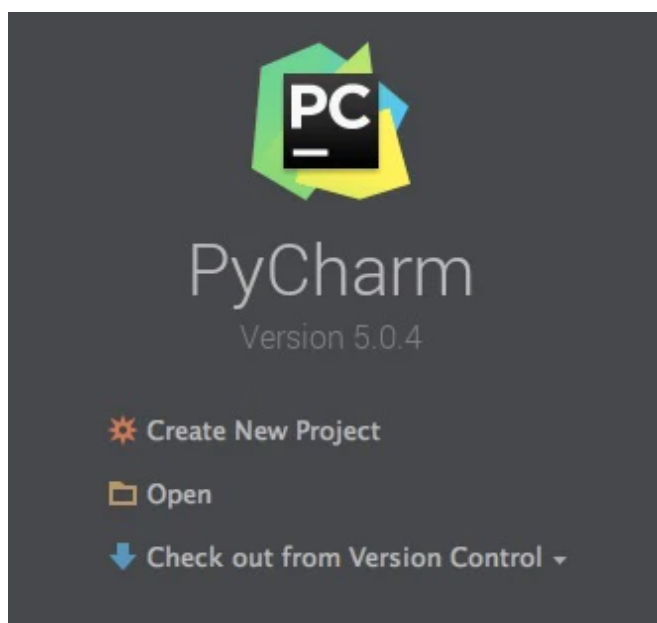 PC
PyCharm
Version 5.0.4
Create New Project
Open
Check out from Version Control